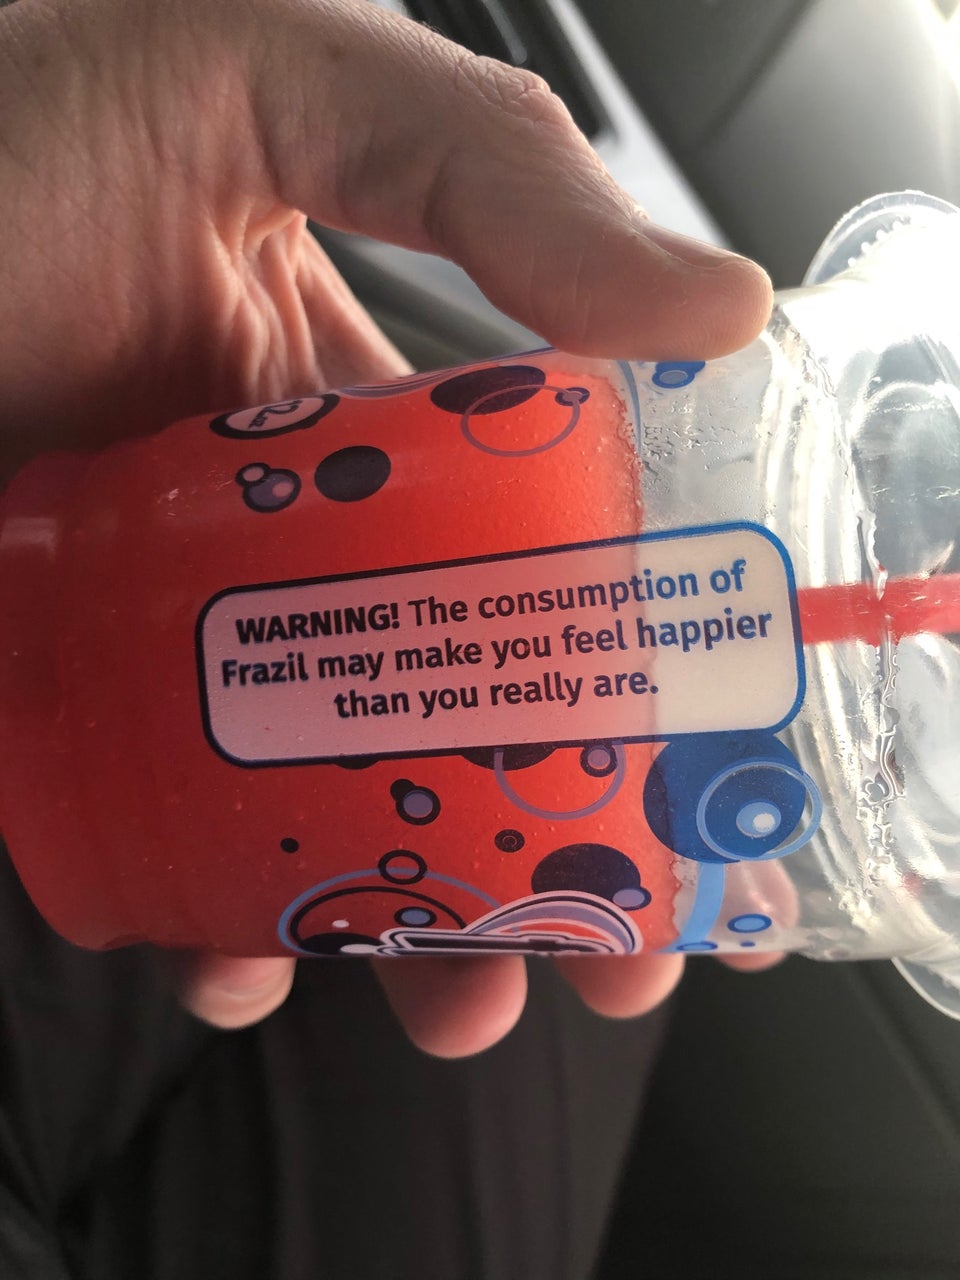 WARNING! The consumption of
Frazil may make you feel happier
than you really are.